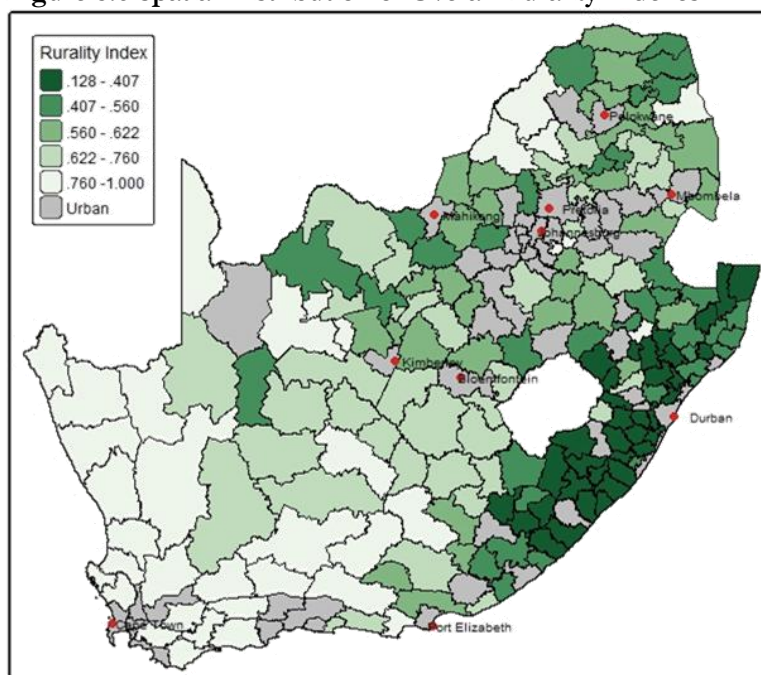 Rurality Index
.128 - .407
.407 - .560
.560 - .622
.622 - .760
.760 -1.000
Urban
Polokwane
Mbombela
Mahikeng
Pretoria
Johannesburg
Kimberley
Bloemfontein
Durban
Cape Town
Port Elizabeth